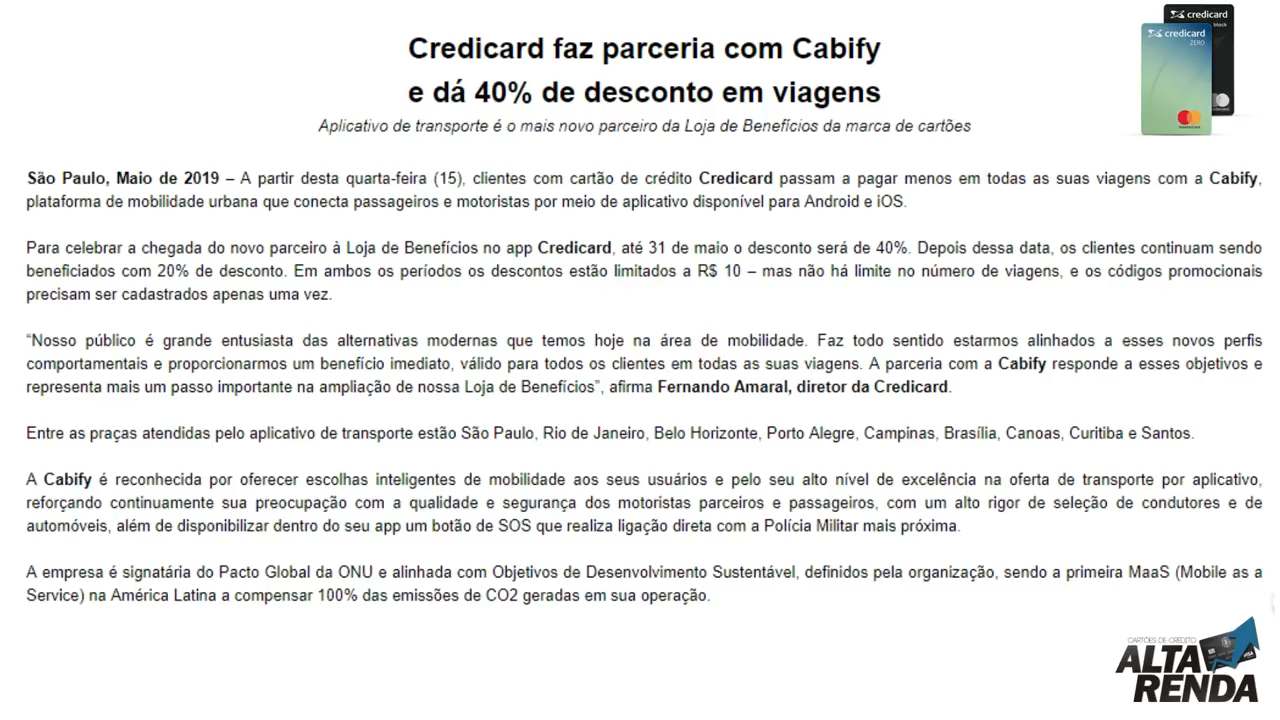 credicard
black
credicard
ZERO
Credicard faz parceria com Cabify
e dá 40% de desconto em viagens
Aplicativo de transporte é o mais novo parceiro da Loja de Benefícios da marca de cartões
São Paulo, Maio de 2019 – A partir desta quarta-feira (15), clientes com cartão de crédito Credicard passam a pagar menos em todas as suas viagens com a Cabify,
plataforma de mobilidade urbana que conecta passageiros e motoristas por meio de aplicativo disponível para Android e iOS.
Para celebrar a chegada do novo parceiro à Loja de Benefícios no app Credicard, até 31 de maio o desconto será de 40%. Depois dessa data, os clientes continuam sendo
beneficiados com 20% de desconto. Em ambos os períodos os descontos estão limitados a R$ 10 – mas não há limite no número de viagens, e os códigos promocionais
precisam ser cadastrados apenas uma vez.
“Nosso público é grande entusiasta das alternativas modernas que temos hoje na área de mobilidade. Faz todo sentido estarmos alinhados a esses novos perfis
comportamentais e proporcionarmos um benefício imediato, válido para todos os clientes em todas as suas viagens. A parceria com a Cabify responde a esses objetivos e
representa mais um passo importante na ampliação de nossa Loja de Benefícios”, afirma Fernando Amaral, diretor da Credicard.
Entre as praças atendidas pelo aplicativo de transporte estão São Paulo, Rio de Janeiro, Belo Horizonte, Porto Alegre, Campinas, Brasília, Canoas, Curitiba e Santos.
A Cabify é reconhecida por oferecer escolhas inteligentes de mobilidade aos seus usuários e pelo seu alto nível de excelência na oferta de transporte por aplicativo,
reforçando continuamente sua preocupação com a qualidade e segurança dos motoristas parceiros e passageiros, com um alto rigor de seleção de condutores e de
automóveis, além de disponibilizar dentro do seu app um botão de SOS que realiza ligação direta com a Polícia Militar mais próxima.
A empresa é signatária do Pacto Global da ONU e alinhada com Objetivos de Desenvolvimento Sustentável, definidos pela organização, sendo a primeira MaaS (Mobile as a
Service) na América Latina a compensar 100% das emissões de CO2 geradas em sua operação.
CARTÕES DE CRÉDITO
ALTA
RENDA
VISA